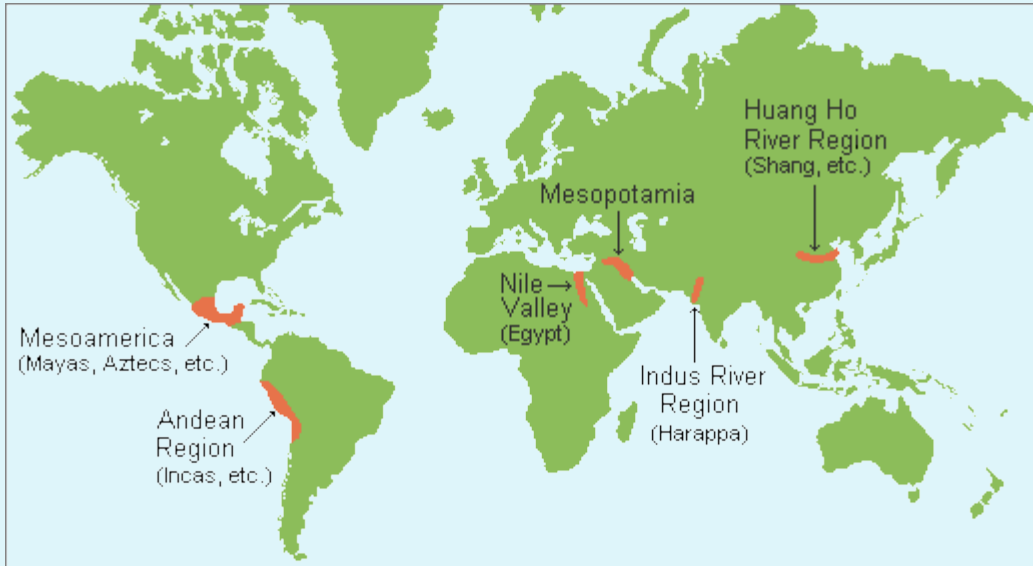 Huang Ho
River Region
(Shang, etc.)
Mesopotamia
Nile
Valley
(Egypt)
Mesoamerica
(Mayas, Aztecs, etc.)
Indus River
Region
(Harappa)
Andean
Region
(Incas, etc.)